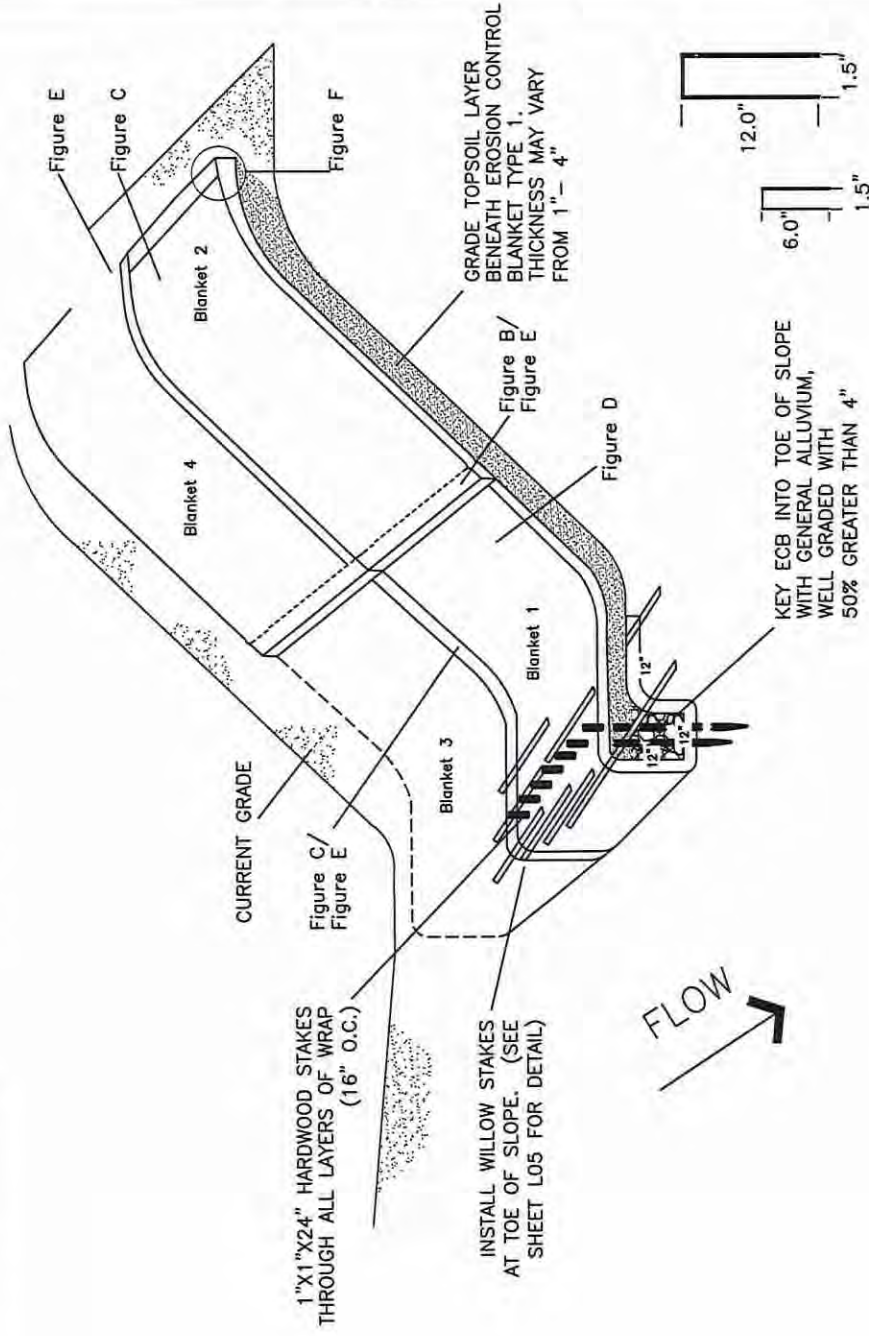 Figure E
Figure C
Figure F
Blanket 2
Blanket 4
CURRENT GRADE
GRADE TOPSOIL LAYER
BENEATH EROSION CONTROL
BLANKET TYPE 1.
THICKNESS MAY VARY
FROM 1"– 4"
Figure B/
Figure E
Figure D
Figure C/
Figure E
Blanket 3
Blanket 1
1"X1"X24" HARDWOOD STAKES
THROUGH ALL LAYERS OF WRAP
(16" O.C.)
INSTALL WILLOW STAKES
AT TOE OF SLOPE. (SEE
SHEET L05 FOR DETAIL)
12"
12"
12"
FLOW
KEY ECB INTO TOE OF SLOPE
WITH GENERAL ALLUVIUM,
WELL GRADED WITH
50% GREATER THAN 4"
6.0"
1.5"
12.0"
1.5"